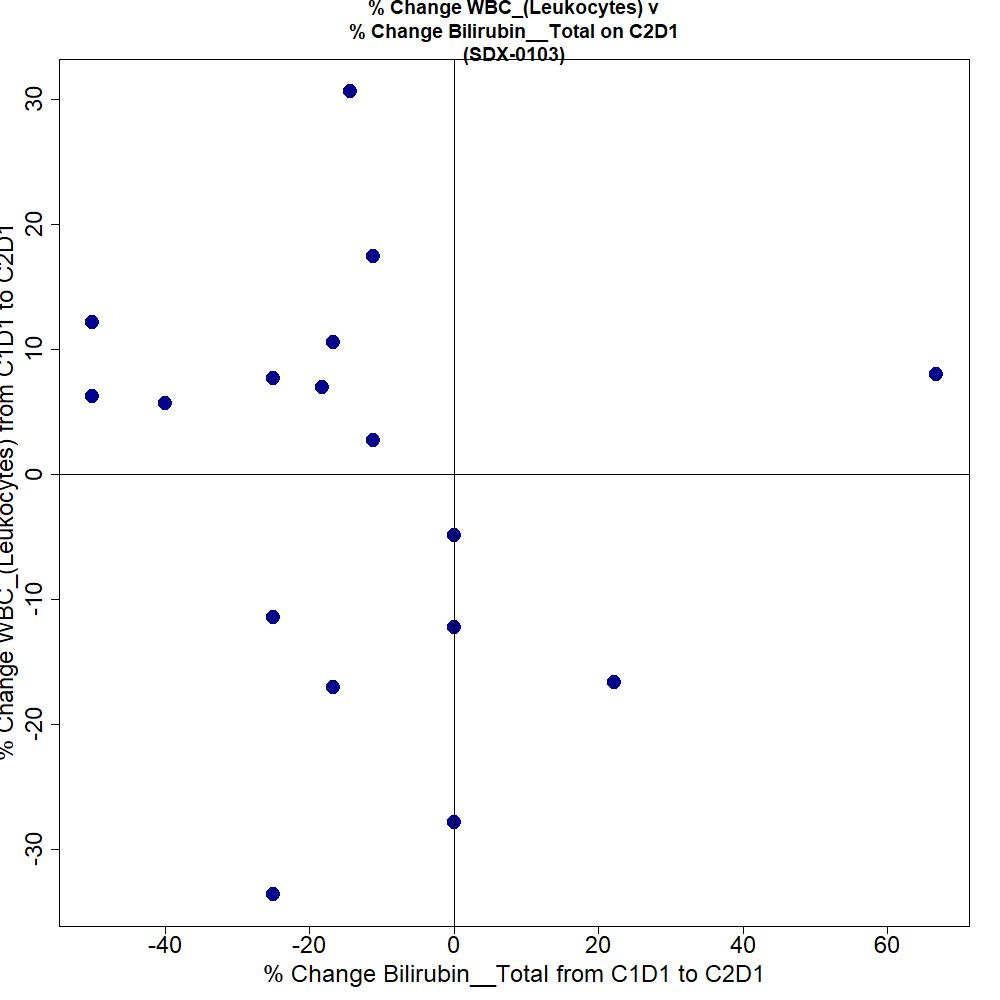 % Change WBC_(Leukocytes) v
% Change Bilirubin__Total on C2D1
(SDX-0103)
% Change WBC_(Leukocytes) from C1D1 to C2D1
30
20
10
0
-10
-20
-30
-40
-20
0
20
40
60
% Change Bilirubin__Total from C1D1 to C2D1